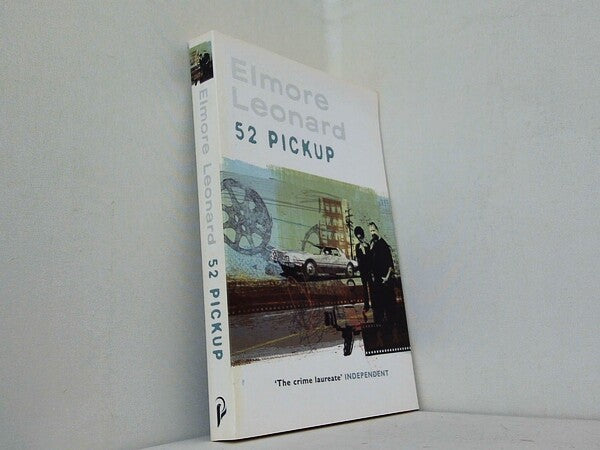 Elmore
Leonard
52 PICKUP
'The crime laureate' INDEPENDENT
Elmore Leonard 52 PICKUP